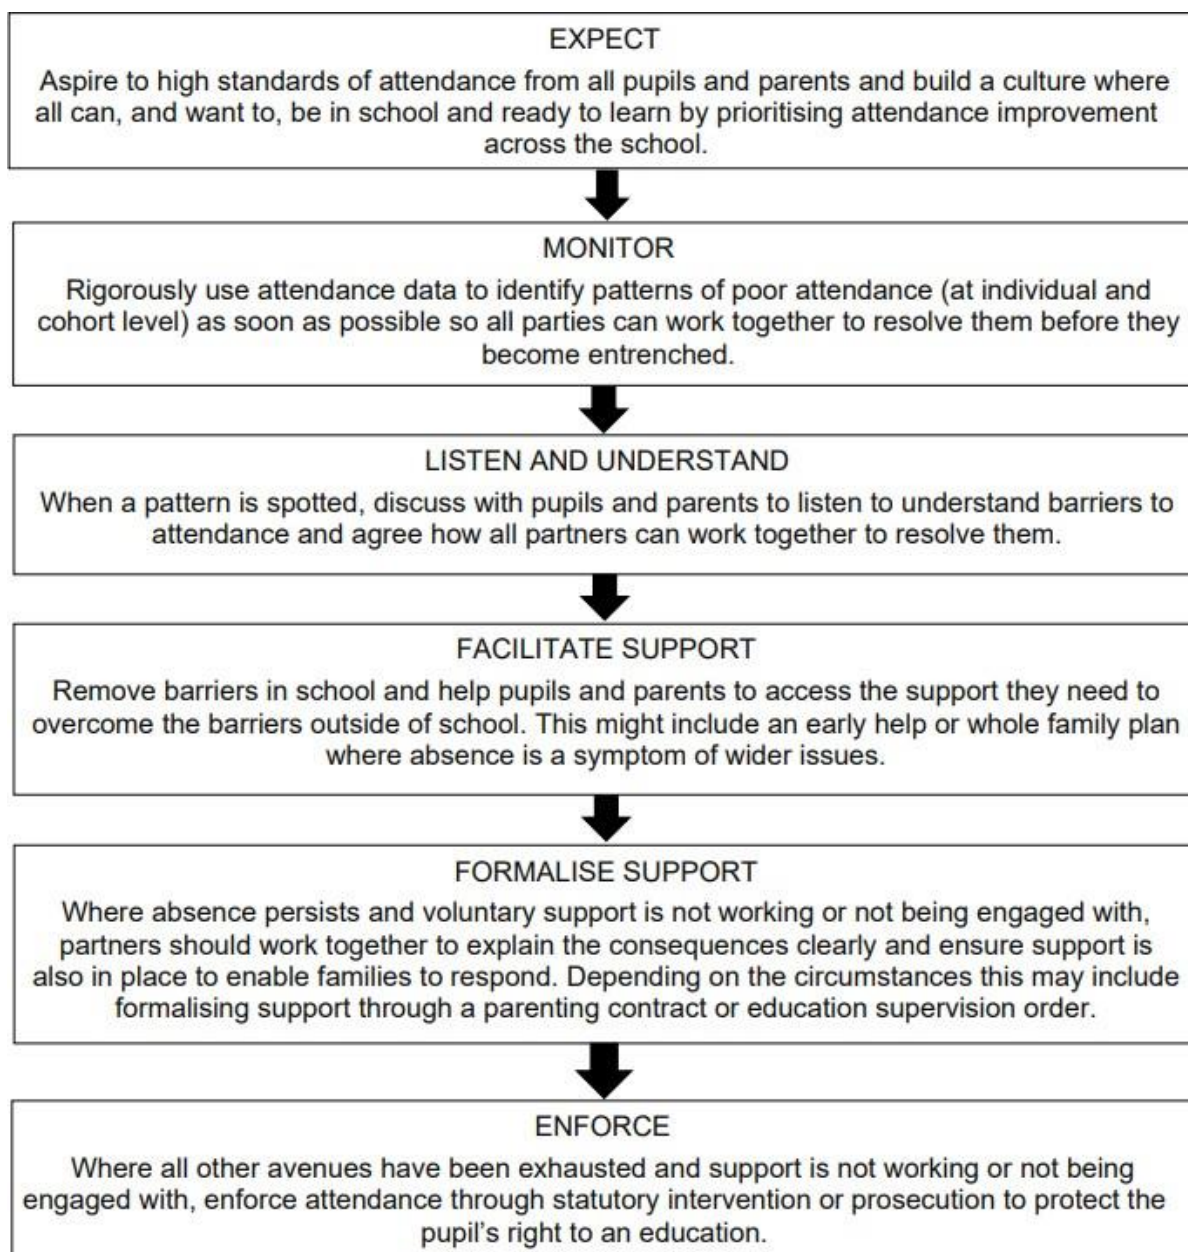 EXPECT
Aspire to high standards of attendance from all pupils and parents and build a culture where
all can, and want to, be in school and ready to learn by prioritising attendance improvement
across the school.
MONITOR
Rigorously use attendance data to identify patterns of poor attendance (at individual and
cohort level) as soon as possible so all parties can work together to resolve them before they
become entrenched.
LISTEN AND UNDERSTAND
When a pattern is spotted, discuss with pupils and parents to listen to understand barriers to
attendance and agree how all partners can work together to resolve them.
FACILITATE SUPPORT
Remove barriers in school and help pupils and parents to access the support they need to
overcome the barriers outside of school. This might include an early help or whole family plan
where absence is a symptom of wider issues.
FORMALISE SUPPORT
Where absence persists and voluntary support is not working or not being engaged with,
partners should work together to explain the consequences clearly and ensure support is
also in place to enable families to respond. Depending on the circumstances this may include
formalising support through a parenting contract or education supervision order.
ENFORCE
Where all other avenues have been exhausted and support is not working or not being
engaged with, enforce attendance through statutory intervention or prosecution to protect the
pupil’s right to an education.